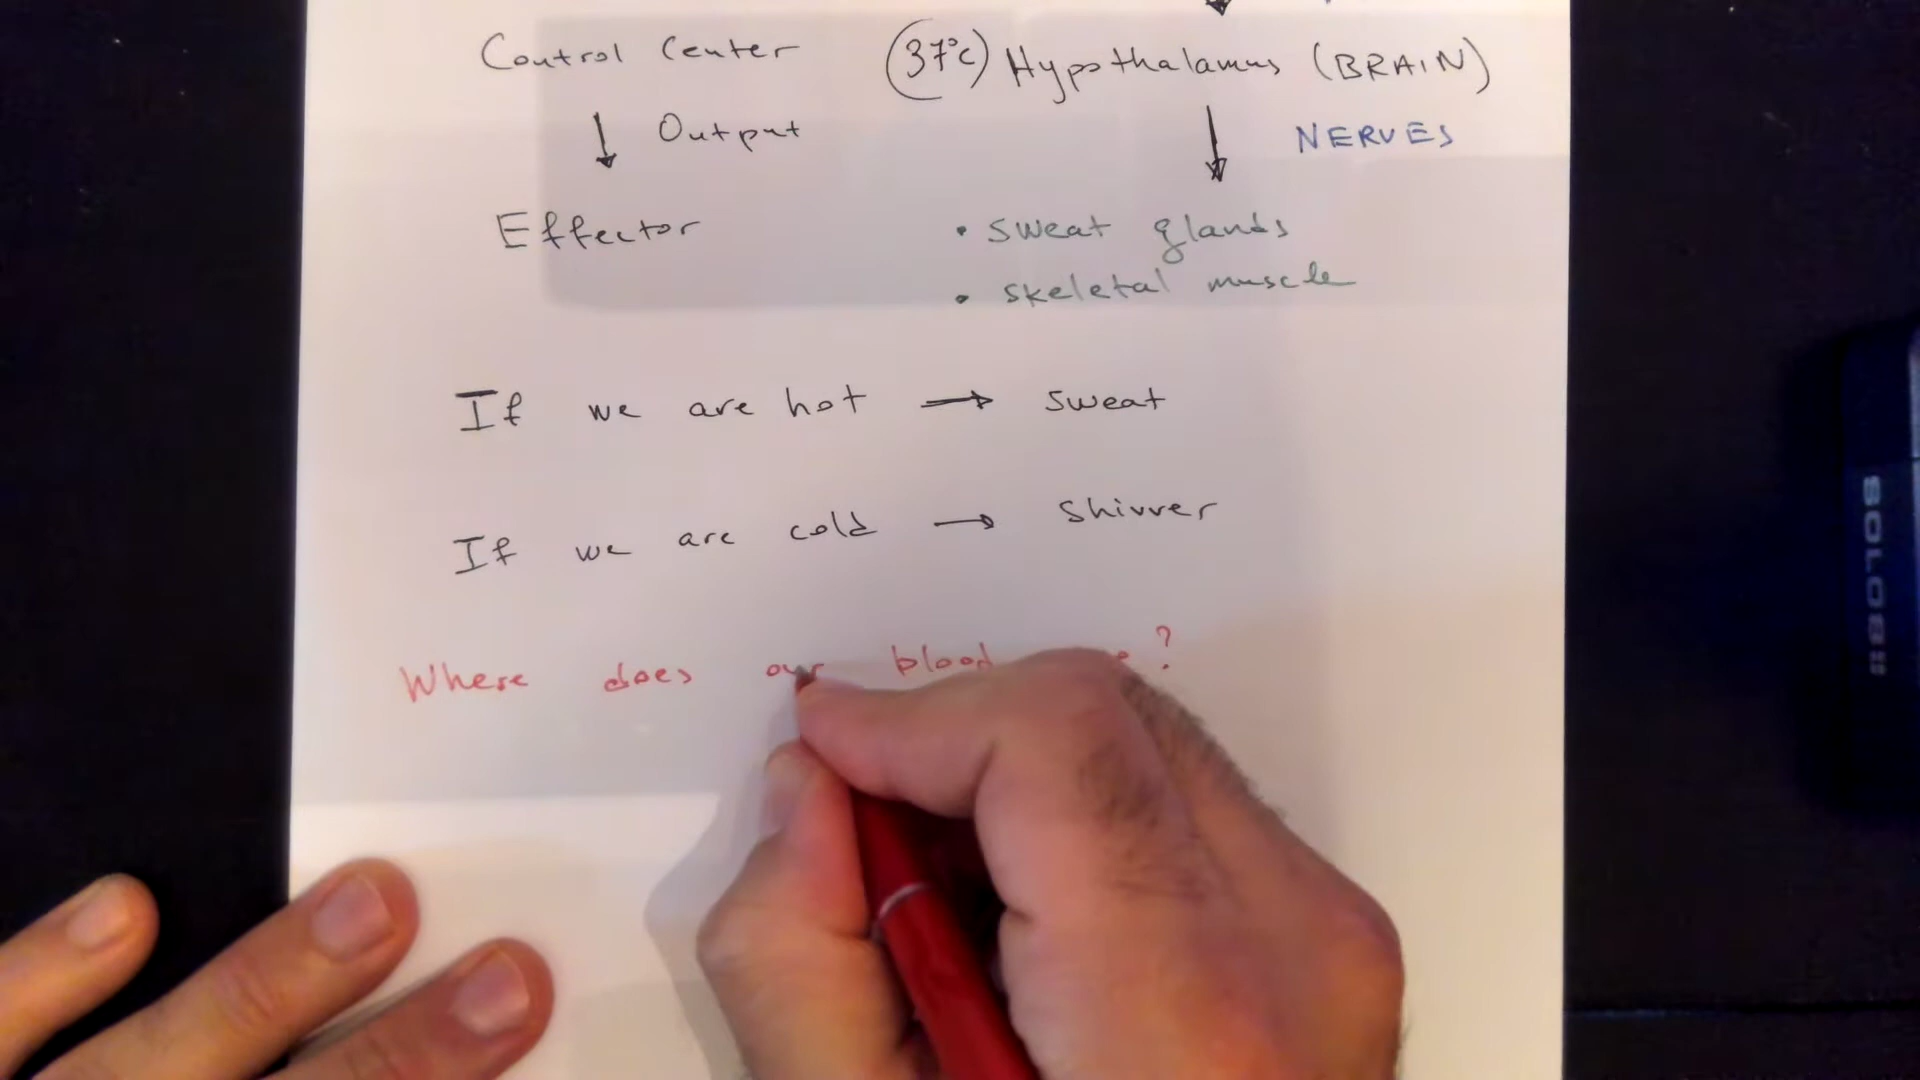 Control Center (37°C) Hypothalamus (BRAIN)
↓ Output ↓ NERVES
Effector • sweat glands
• skeletal muscle
If we are hot → sweat
If we are cold → shivver
Where does our blood ?